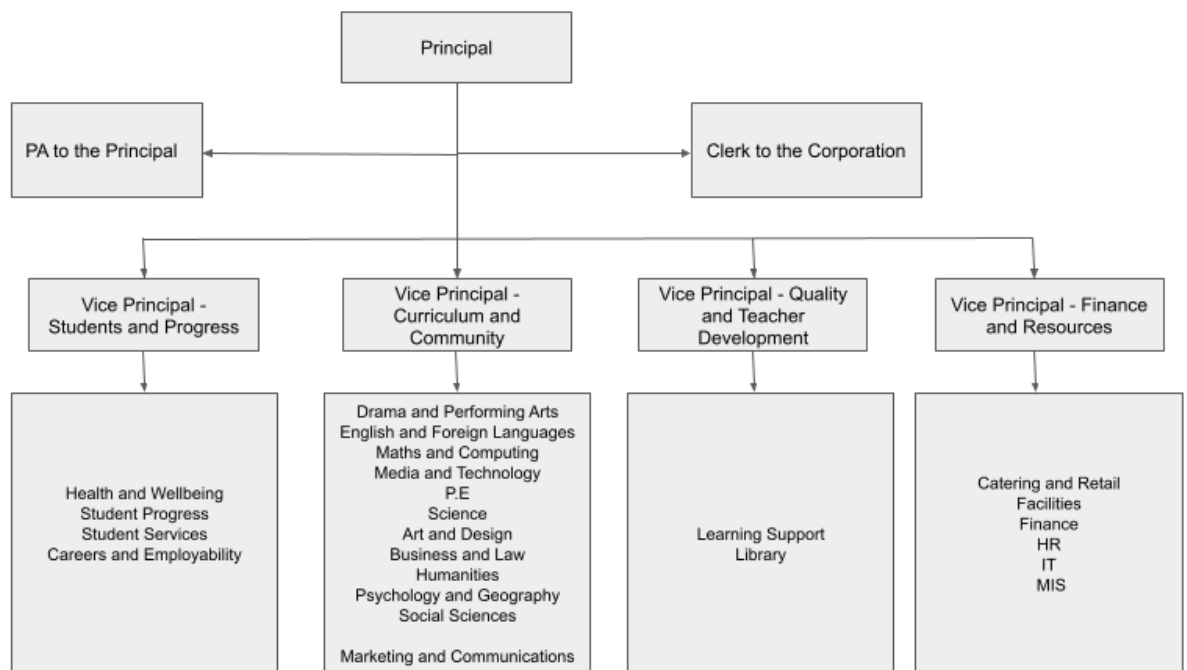 Principal
PA to the Principal
Clerk to the Corporation
Vice Principal -
Students and Progress
Vice Principal -
Curriculum and
Community
Vice Principal - Quality
and Teacher
Development
Vice Principal - Finance
and Resources
Health and Wellbeing
Student Progress
Student Services
Careers and Employability
Drama and Performing Arts
English and Foreign Languages
Maths and Computing
Media and Technology
P.E
Science
Art and Design
Business and Law
Humanities
Psychology and Geography
Social Sciences
Marketing and Communications
Learning Support
Library
Catering and Retail
Facilities
Finance
HR
IT
MIS